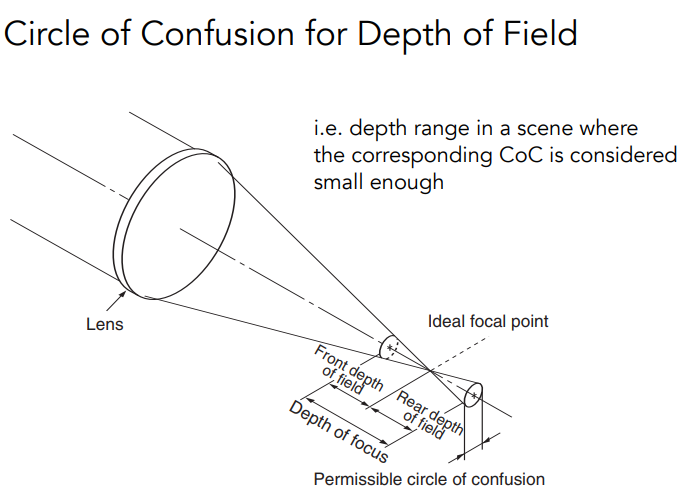 Circle of Confusion for Depth of Field
i.e. depth range in a scene where
the corresponding CoC is considered
small enough
Lens
Ideal focal point
Front depth
of field
Rear depth
of field
Depth of focus
Permissible circle of confusion